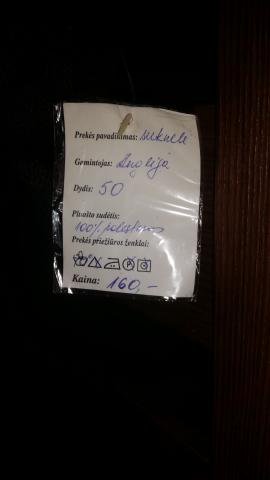 Prekės pavadinimas: suknelė
Gamintojas: Anglija
Dydis: 50
Pluošto sudėtis:
100% poliesteris
Prekės priežiūros ženklai:
Kaina: 160,-